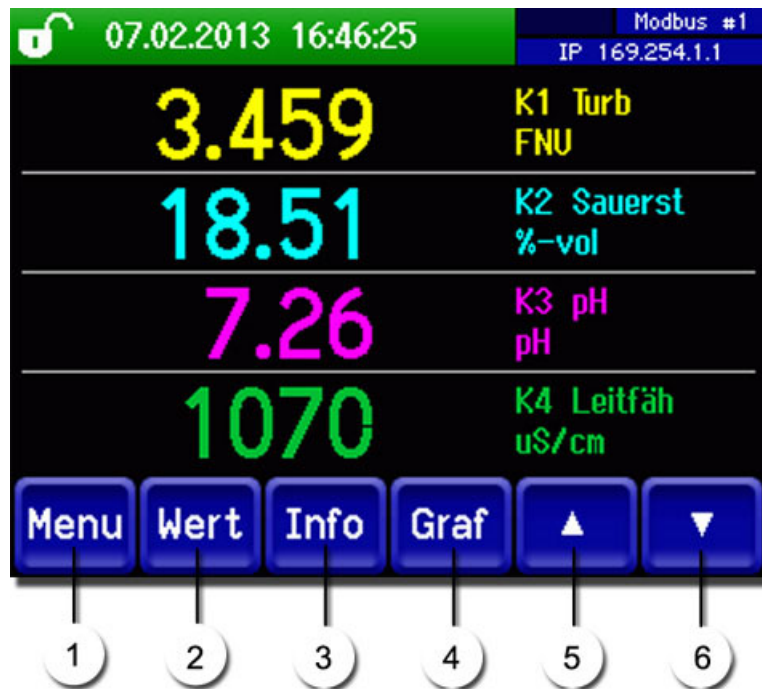 07.02.2013 16:46:25
Modbus #1
IP 169.254.1.1
3.459
K1 Turb
FNU
18.51
K2 Sauerst
%-vol
7.26
K3 pH
pH
1070
K4 Leitfäh
uS/cm
Menu Wert Info Graf ▲ ▼
1 2 3 4 5 6